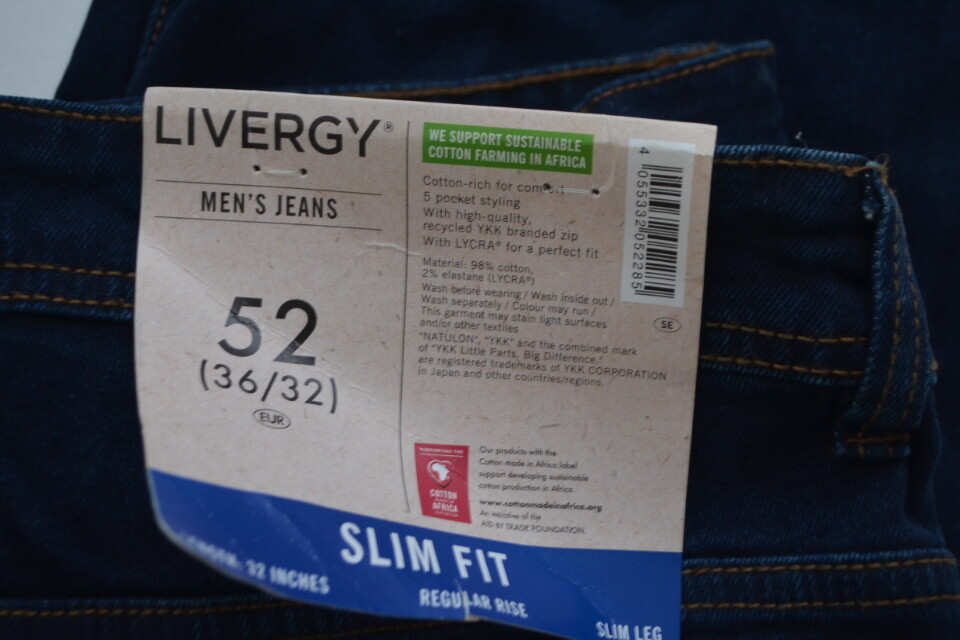 LIVERGY®
MEN'S JEANS
52
(36/32)
EUR
WE SUPPORT SUSTAINABLE
COTTON FARMING IN AFRICA
Cotton-rich for comfort
5 pocket styling
With high-quality,
recycled YKK branded zip
With LYCRA® for a perfect fit
Material: 98% cotton,
2% elastane (LYCRA®)
Wash before wearing / Wash inside out /
Wash separately / Colour may run /
This garment may stain light surfaces
and/or other textiles
"NATULON", "YKK" and the combined mark
of "YKK Little Parts. Big Difference."
are registered trademarks of YKK CORPORATION
in Japan and other countries/regions.
4 055332 052285
SE
COTTON
MADE IN
AFRICA
Our products with the
Cotton made in Africa label
support developing sustainable
cotton production in Africa.
www.cottonmadeinafrica.org
An initiative of the
AID BY TRADE FOUNDATION.
SLIM FIT
LENGTH: 32 INCHES
REGULAR RISE
SLIM LEG